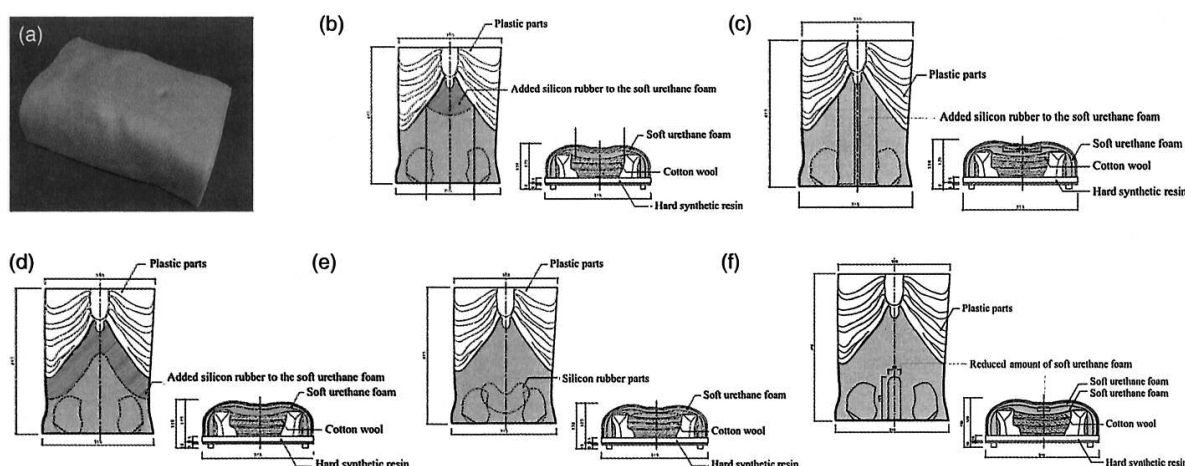 (a)
(b)
Plastic parts
Added silicon rubber to the soft urethane foam
Soft urethane foam
Cotton wool
Hard synthetic resin
(c)
Plastic parts
Added silicon rubber to the soft urethane foam
Soft urethane foam
Cotton wool
Hard synthetic resin
(d)
Plastic parts
Added silicon rubber to the soft urethane foam
Soft urethane foam
Cotton wool
Hard synthetic resin
(e)
Plastic parts
Silicon rubber parts
Soft urethane foam
Cotton wool
Hard synthetic resin
(f)
Plastic parts
Reduced amount of soft urethane foam
Soft urethane foam
Soft urethane foam
Cotton wool
Hard synthetic resin